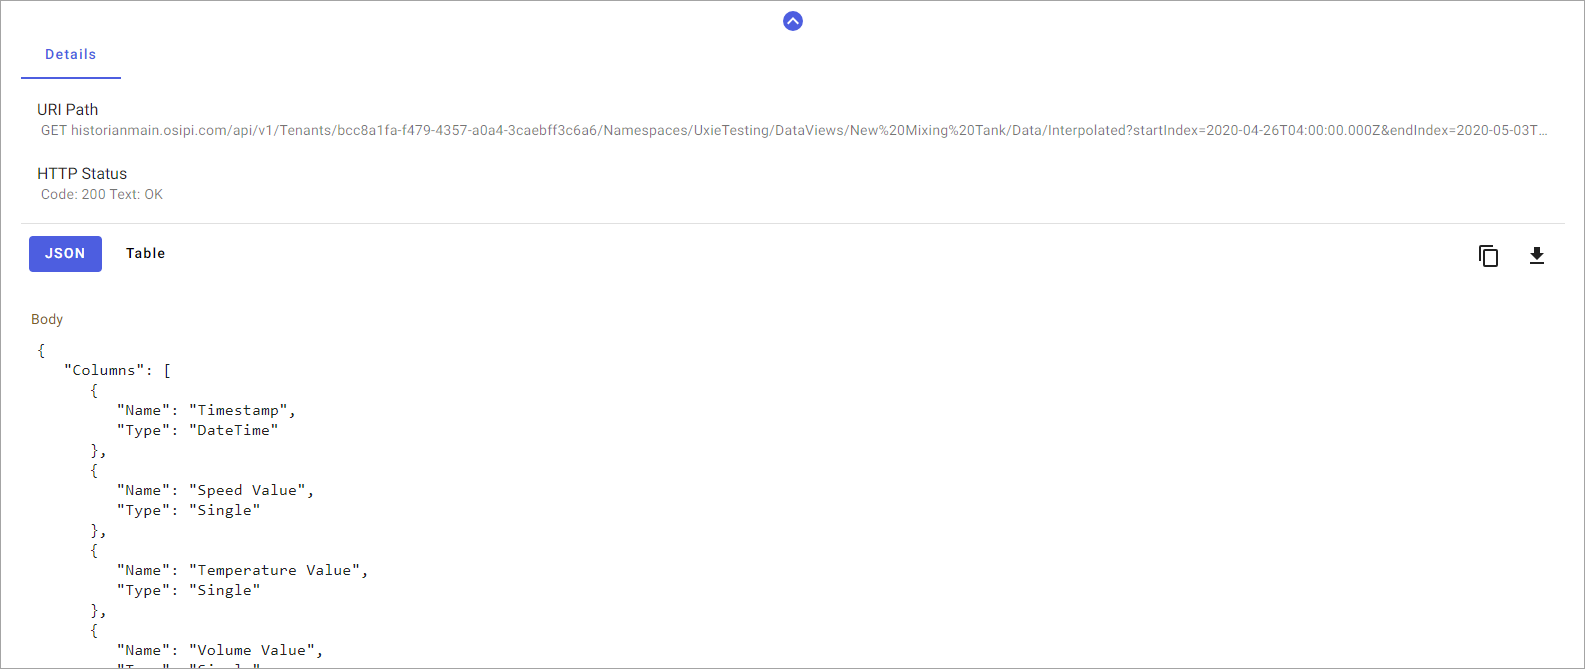 Details
URI Path
GET historianmain.osipi.com/api/v1/Tenants/bcc8a1fa-f479-4357-a0a4-3caebff3c6a6/Namespaces/UxieTesting/DataViews/New%20Mixing%20Tank/Data/Interpolated?startIndex=2020-04-26T04:00:00.000Z&endIndex=2020-05-03T...
HTTP Status
Code: 200 Text: OK
JSON Table
Body
{
"Columns": [
{
"Name": "Timestamp",
"Type": "DateTime"
},
{
"Name": "Speed Value",
"Type": "Single"
},
{
"Name": "Temperature Value",
"Type": "Single"
},
{
"Name": "Volume Value",